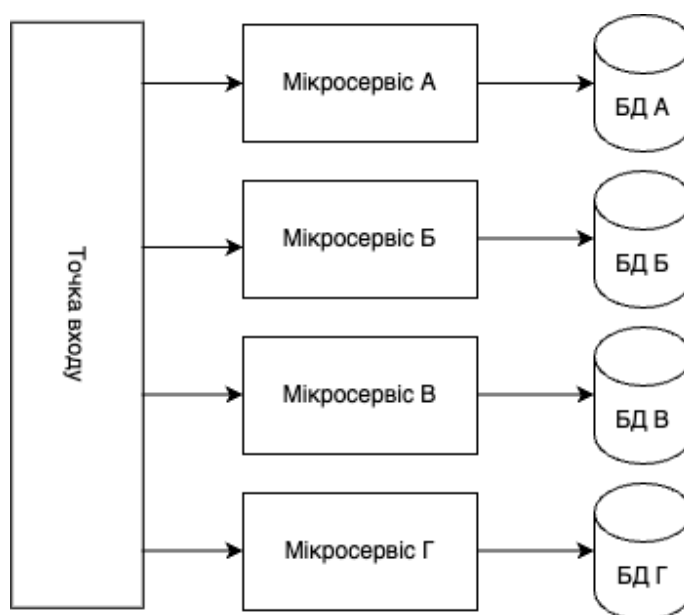 Точка входу
Мікросервіс А
БД А
Мікросервіс Б
БД Б
Мікросервіс В
БД В
Мікросервіс Г
БД Г